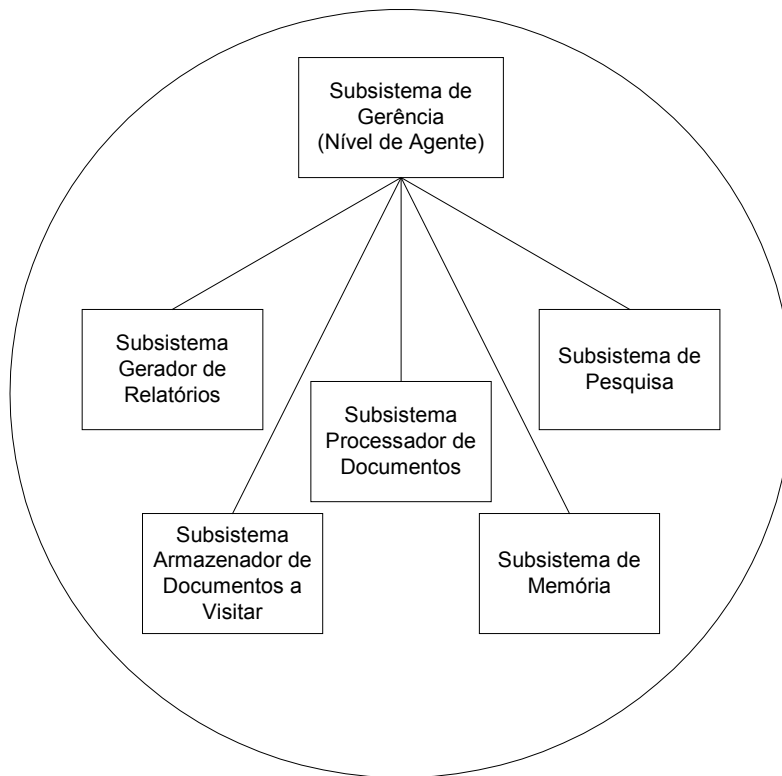 Subsistema de
Gerência
(Nível de Agente)
Subsistema
Gerador de
Relatórios
Subsistema de
Pesquisa
Subsistema
Processador de
Documentos
Subsistema
Armazenador de
Documentos a
Visitar
Subsistema de
Memória